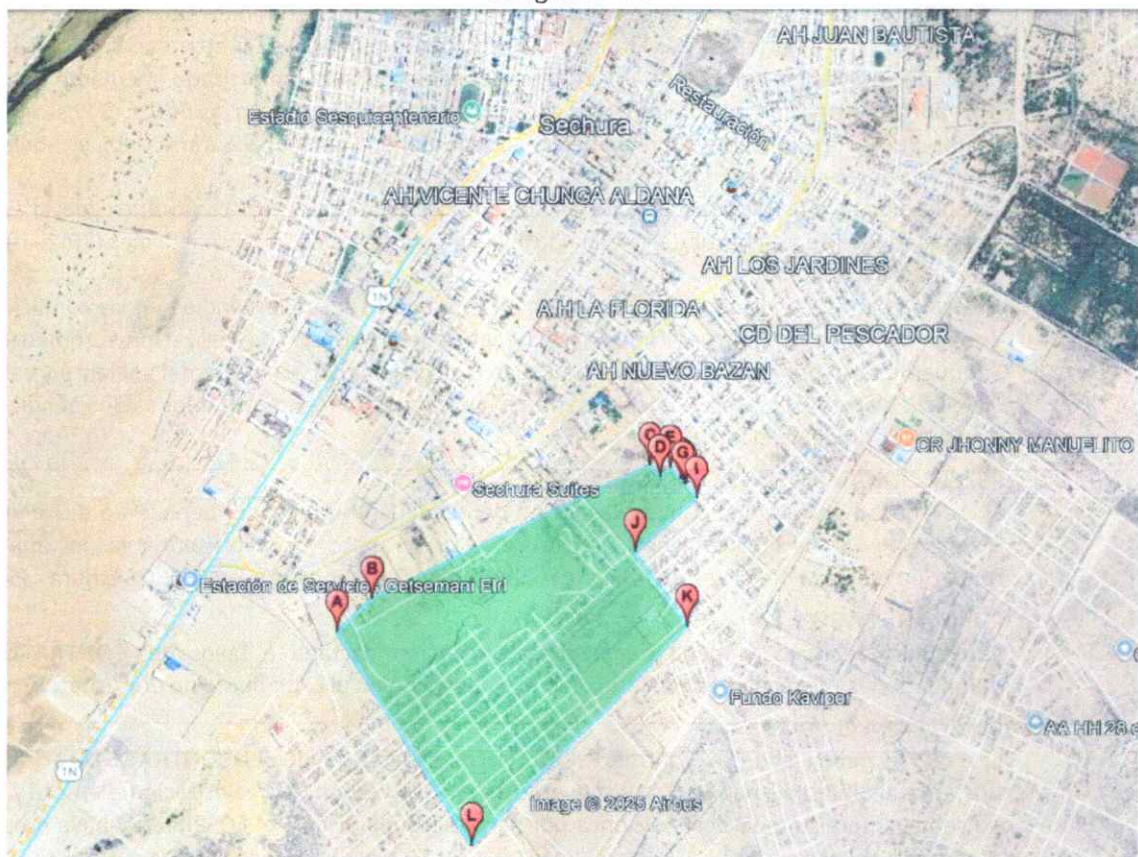 AH JUAN BAUTISTA
Estadio Sesquicentenario
Restauración
Sechura
AH VICENTE CHUNGA ALDANA
AH LOS JARDINES
1N
A.H LA FLORIDA
CD DEL PESCADOR
AH NUEVO BAZAN
C
E
D
G
I
CR JHONNY MANUELITO
Sechura Suites
J
B
Estación de Servicios Getsemani Eirl
A
K
Fundo Kaviper
AA HH 28 d
1N
Image © 2025 Airbus
L